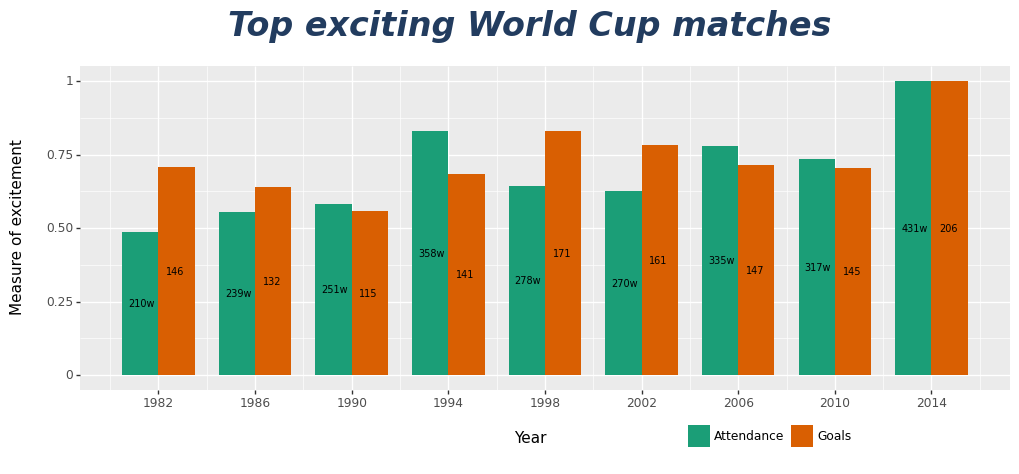 Top exciting World Cup matches
Measure of excitement
1
0.75
0.50
0.25
0
210w 146 239w 132 251w 115 358w 141 278w 171 270w 161 335w 147 317w 145 431w 206
1982 1986 1990 1994 1998 2002 2006 2010 2014
Year
Attendance Goals